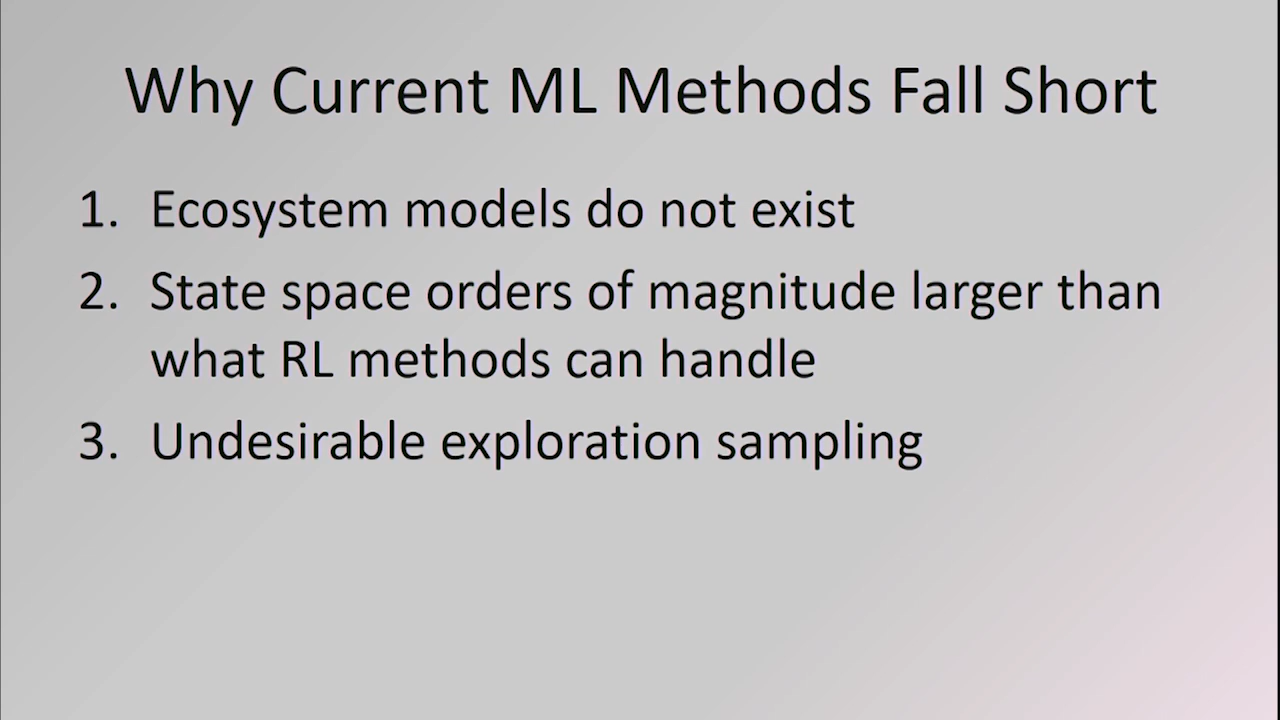 Why Current ML Methods Fall Short
1. Ecosystem models do not exist
2. State space orders of magnitude larger than
what RL methods can handle
3. Undesirable exploration sampling